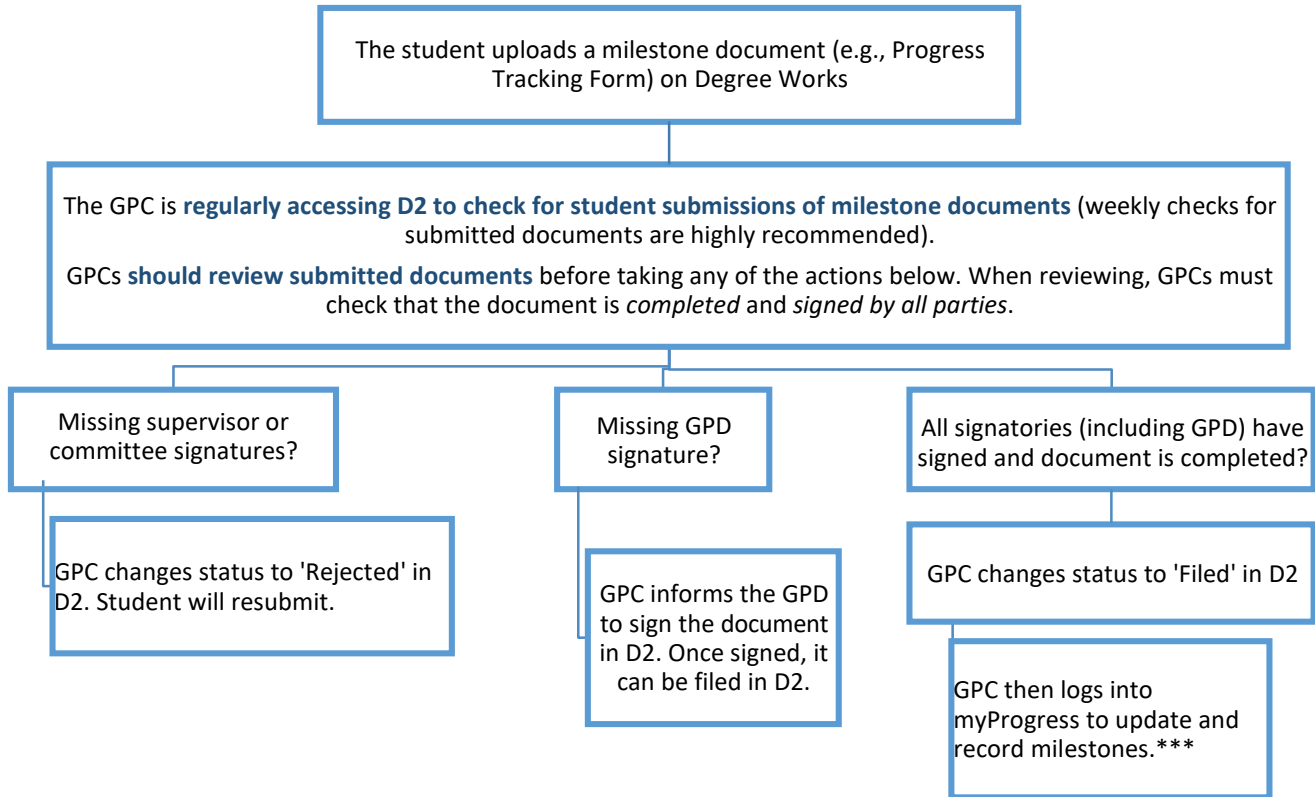 The student uploads a milestone document (e.g., Progress
Tracking Form) on Degree Works
The GPC is regularly accessing D2 to check for student submissions of milestone documents (weekly checks for
submitted documents are highly recommended).
GPCs should review submitted documents before taking any of the actions below. When reviewing, GPCs must
check that the document is completed and signed by all parties.
Missing supervisor or
committee signatures?
GPC changes status to 'Rejected' in
D2. Student will resubmit.
Missing GPD
signature?
GPC informs the GPD
to sign the document
in D2. Once signed, it
can be filed in D2.
All signatories (including GPD) have
signed and document is completed?
GPC changes status to 'Filed' in D2
GPC then logs into
myProgress to update and
record milestones.***